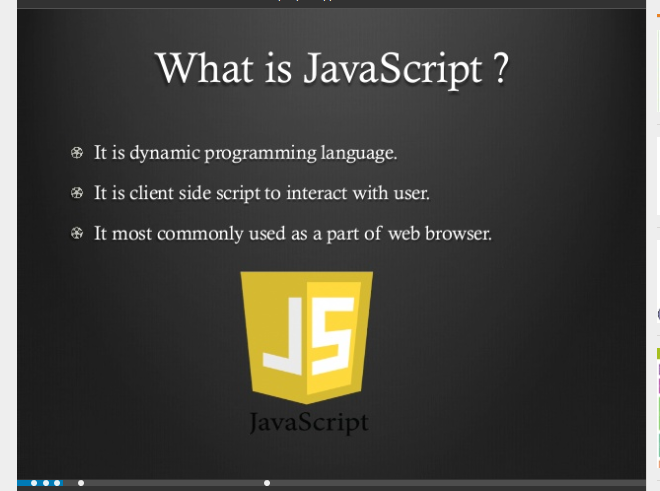 What is JavaScript ?
It is dynamic programming language.
It is client side script to interact with user.
It most commonly used as a part of web browser.
JS
JavaScript